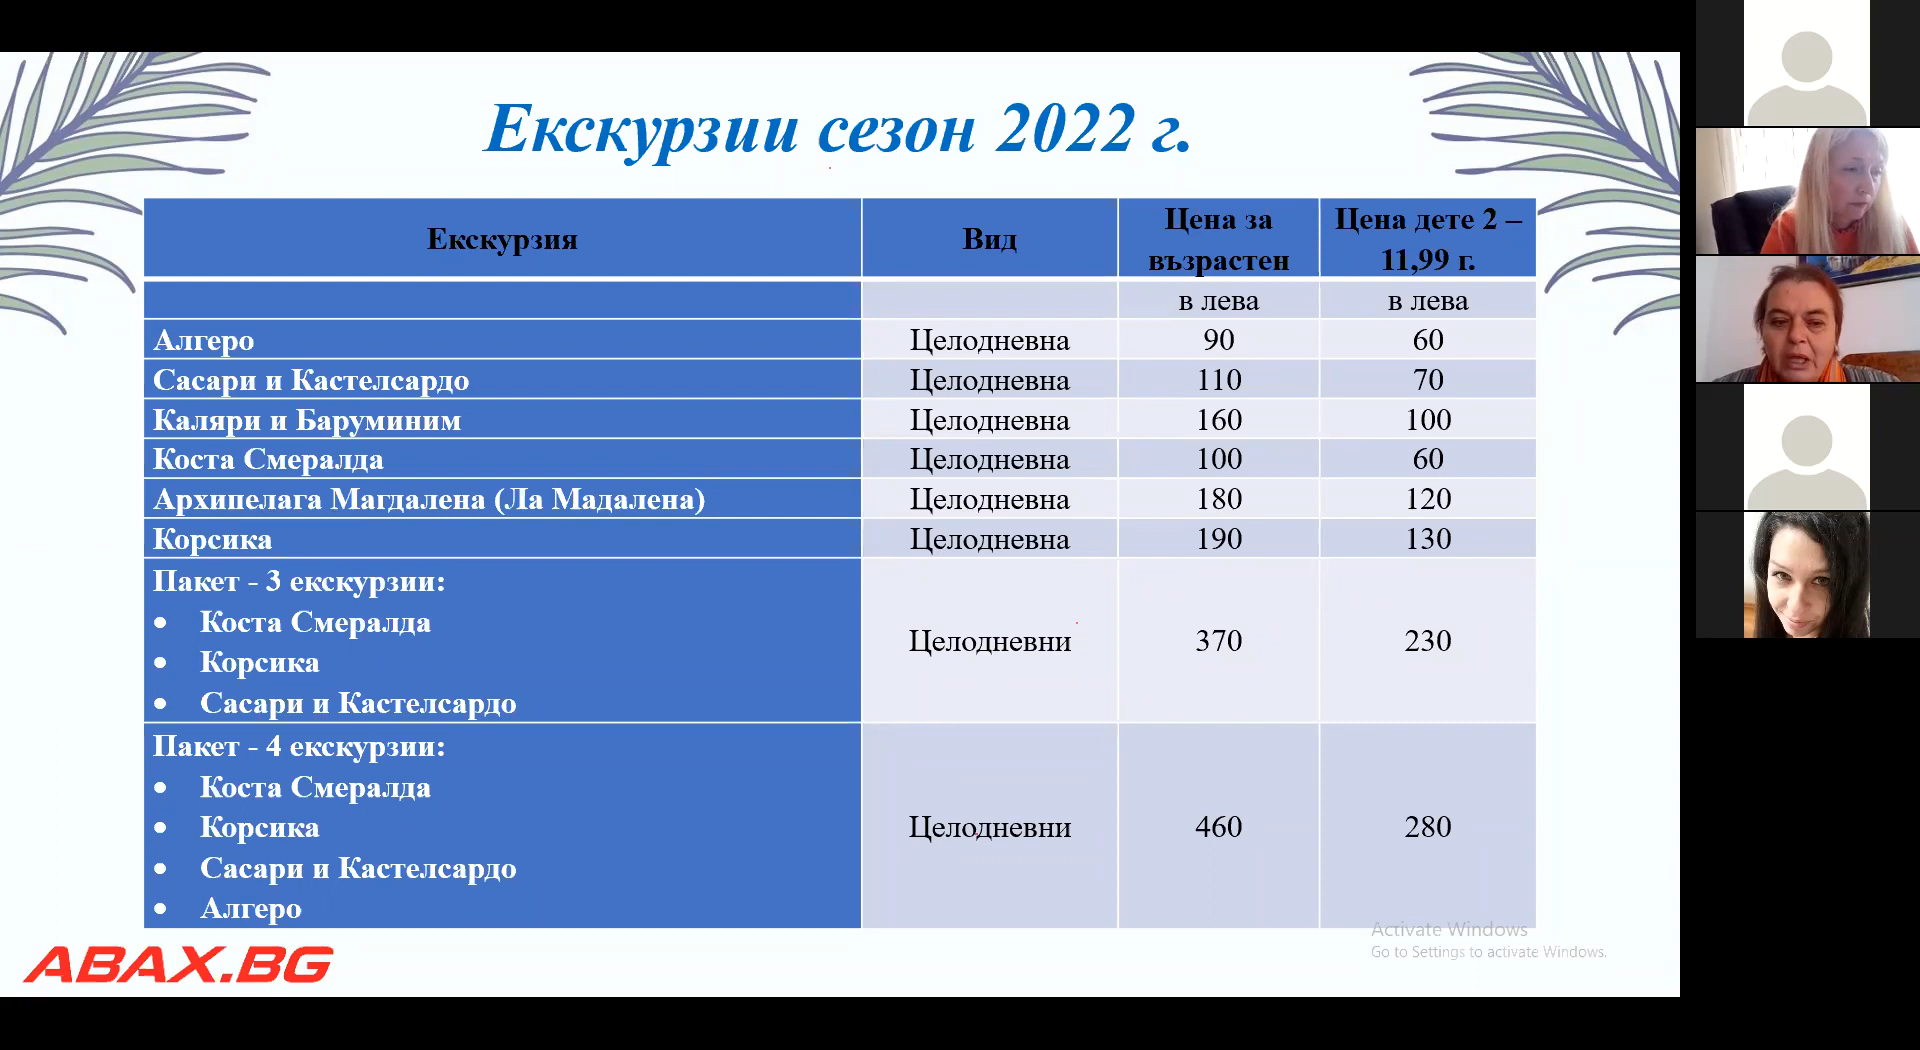 Екскурзии сезон 2022 г.
Екскурзия Вид Цена за възрастен Цена дете 2 – 11,99 г.
в лева в лева
Алгеро Целодневна 90 60
Сасари и Кастелсардо Целодневна 110 70
Каляри и Баруминим Целодневна 160 100
Коста Смералда Целодневна 100 60
Архипелага Магдалена (Ла Мадалена) Целодневна 180 120
Корсика Целодневна 190 130
Пакет - 3 екскурзии:
• Коста Смералда
• Корсика
• Сасари и Кастелсардо
Целодневни 370 230
Пакет - 4 екскурзии:
• Коста Смералда
• Корсика
• Сасари и Кастелсардо
• Алгеро
Целодневни 460 280
Activate Windows
Go to Settings to activate Windows.
ABAX.BG